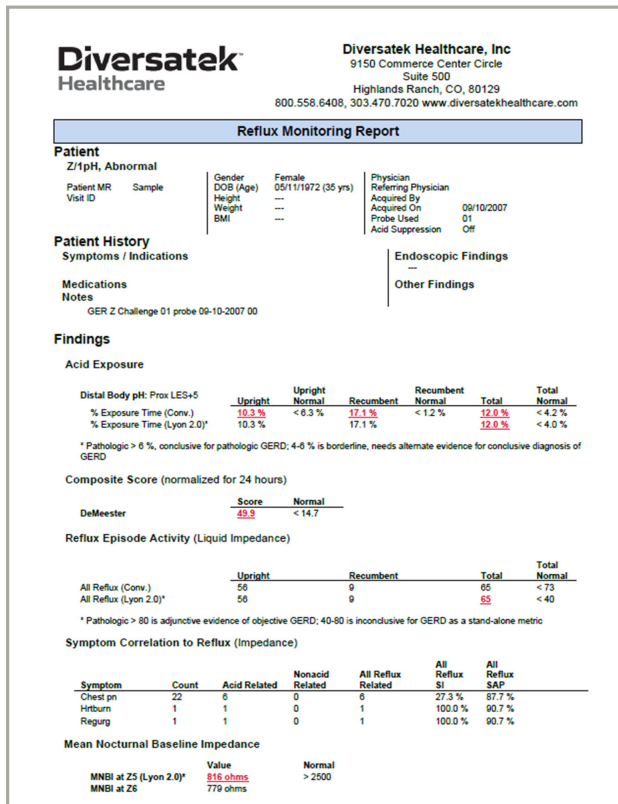 Diversatek™
Healthcare
Diversatek Healthcare, Inc
9150 Commerce Center Circle
Suite 500
Highlands Ranch, CO, 80129
800.558.6408, 303.470.7020 www.diversatekhealthcare.com
Reflux Monitoring Report
Patient
Z/1pH, Abnormal
Patient MR Sample
Visit ID
Gender Female
DOB (Age) 05/11/1972 (35 yrs)
Height ---
Weight ---
BMI ---
Physician
Referring Physician
Acquired By
Acquired On 09/10/2007
Probe Used 01
Acid Suppression Off
Patient History
Symptoms / Indications
Medications
Notes
GER Z Challenge 01 probe 09-10-2007 00
Endoscopic Findings
---
Other Findings
Findings
Acid Exposure
Distal Body pH: Prox LES+5 Upright Upright Normal Recumbent Recumbent Normal Total Total Normal
% Exposure Time (Conv.) 10.3 % < 6.3 % 17.1 % < 1.2 % 12.0 % < 4.2 %
% Exposure Time (Lyon 2.0)* 10.3 % 17.1 % 12.0 % < 4.0 %
* Pathologic > 6 %, conclusive for pathologic GERD; 4-6 % is borderline, needs alternate evidence for conclusive diagnosis of
GERD
Composite Score (normalized for 24 hours)
Score Normal
DeMeester 49.9 < 14.7
Reflux Episode Activity (Liquid Impedance)
Upright Recumbent Total Total Normal
All Reflux (Conv.) 56 9 65 < 73
All Reflux (Lyon 2.0)* 56 9 65 < 40
* Pathologic > 80 is adjunctive evidence of objective GERD; 40-80 is inconclusive for GERD as a stand-alone metric
Symptom Correlation to Reflux (Impedance)
Symptom Count Acid Related Nonacid Related All Reflux Related All Reflux SI All Reflux SAP
Chest pn 22 6 0 6 27.3 % 87.7 %
Hrtburn 1 1 0 1 100.0 % 90.7 %
Regurg 1 1 0 1 100.0 % 90.7 %
Mean Nocturnal Baseline Impedance
Value Normal
MNBI at Z5 (Lyon 2.0)* 816 ohms > 2500
MNBI at Z6 779 ohms